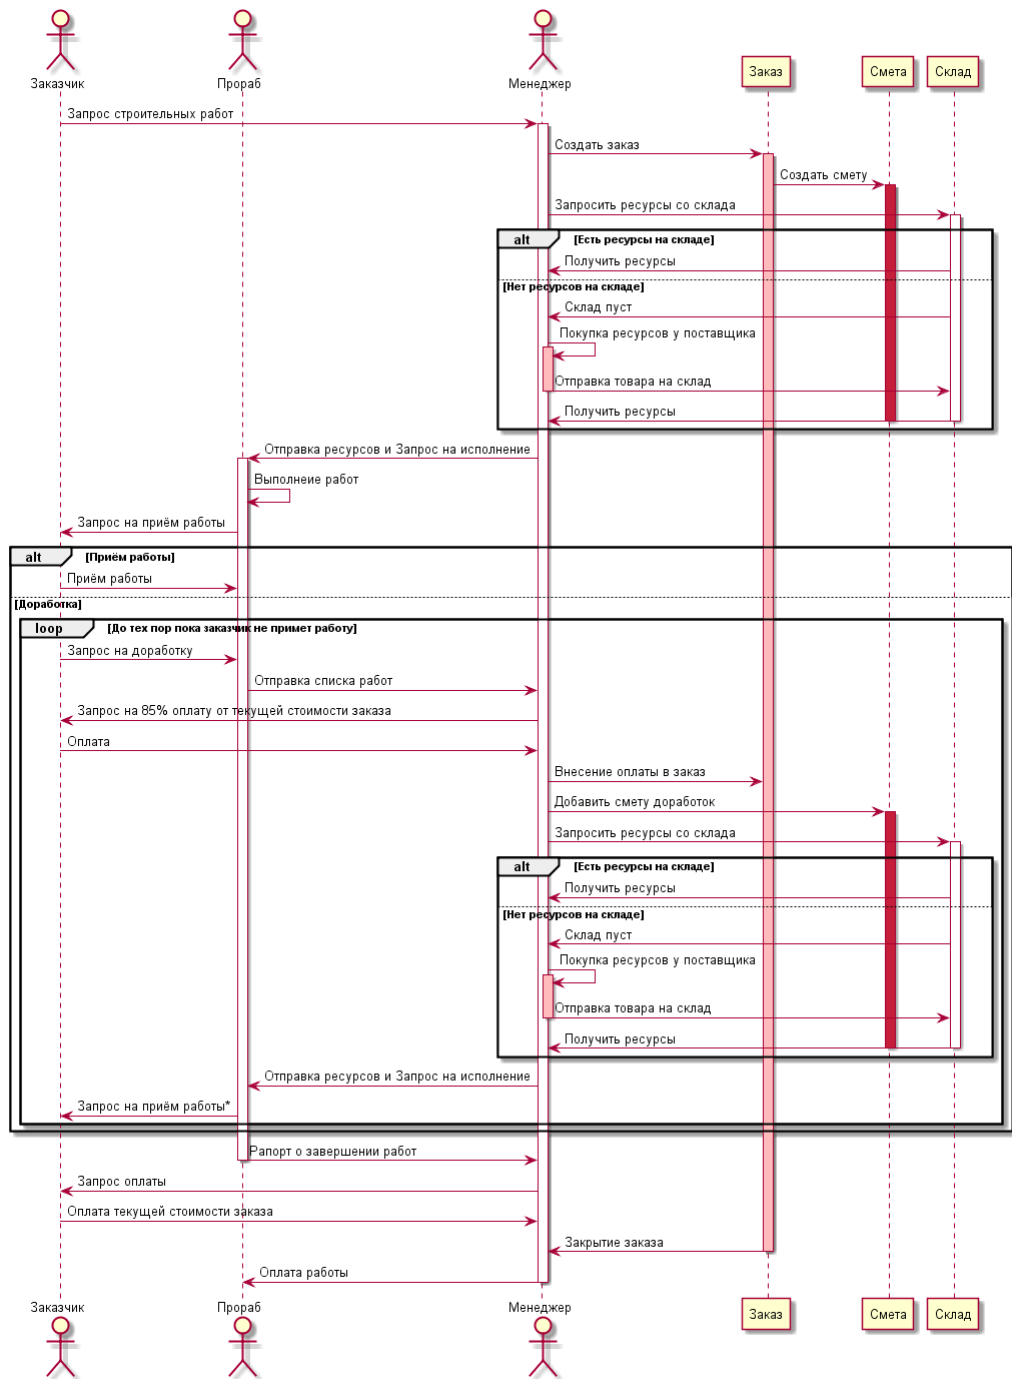 Заказчик
Прораб
Менеджер
Заказ
Смета
Склад
Запрос строительных работ
Создать заказ
Создать смету
Запросить ресурсы со склада
alt
[Есть ресурсы на складе]
Получить ресурсы
[Нет ресурсов на складе]
Склад пуст
Покупка ресурсов у поставщика
Отправка товара на склад
Получить ресурсы
Отправка ресурсов и Запрос на исполнение
Выполнеие работ
Запрос на приём работы
alt
[Приём работы]
Приём работы
[Доработка]
loop
[До тех пор пока заказчик не примет работу]
Запрос на доработку
Отправка списка работ
Запрос на 85% оплату от текущей стоимости заказа
Оплата
Внесение оплаты в заказ
Добавить смету доработок
Запросить ресурсы со склада
alt
[Есть ресурсы на складе]
Получить ресурсы
[Нет ресурсов на складе]
Склад пуст
Покупка ресурсов у поставщика
Отправка товара на склад
Получить ресурсы
Отправка ресурсов и Запрос на исполнение
Запрос на приём работы*
Рапорт о завершении работ
Запрос оплаты
Оплата текущей стоимости заказа
Закрытие заказа
Оплата работы
Заказчик
Прораб
Менеджер
Заказ
Смета
Склад